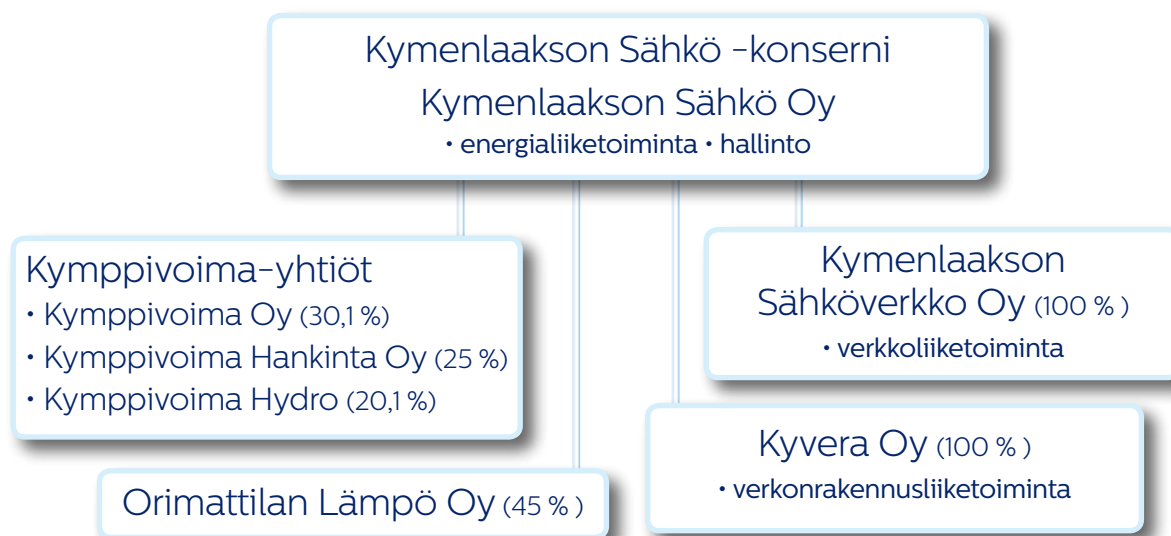 Kymenlaakson Sähkö -konserni
Kymenlaakson Sähkö Oy
• energialiiketoiminta • hallinto
Kymppivoima-yhtiöt
• Kymppivoima Oy (30,1 %)
• Kymppivoima Hankinta Oy (25 %)
• Kymppivoima Hydro (20,1 %)
Kymenlaakson
Sähköverkko Oy (100 % )
• verkkoliiketoiminta
Orimattilan Lämpö Oy (45 % )
Kyvera Oy (100 % )
• verkonrakennusliiketoiminta